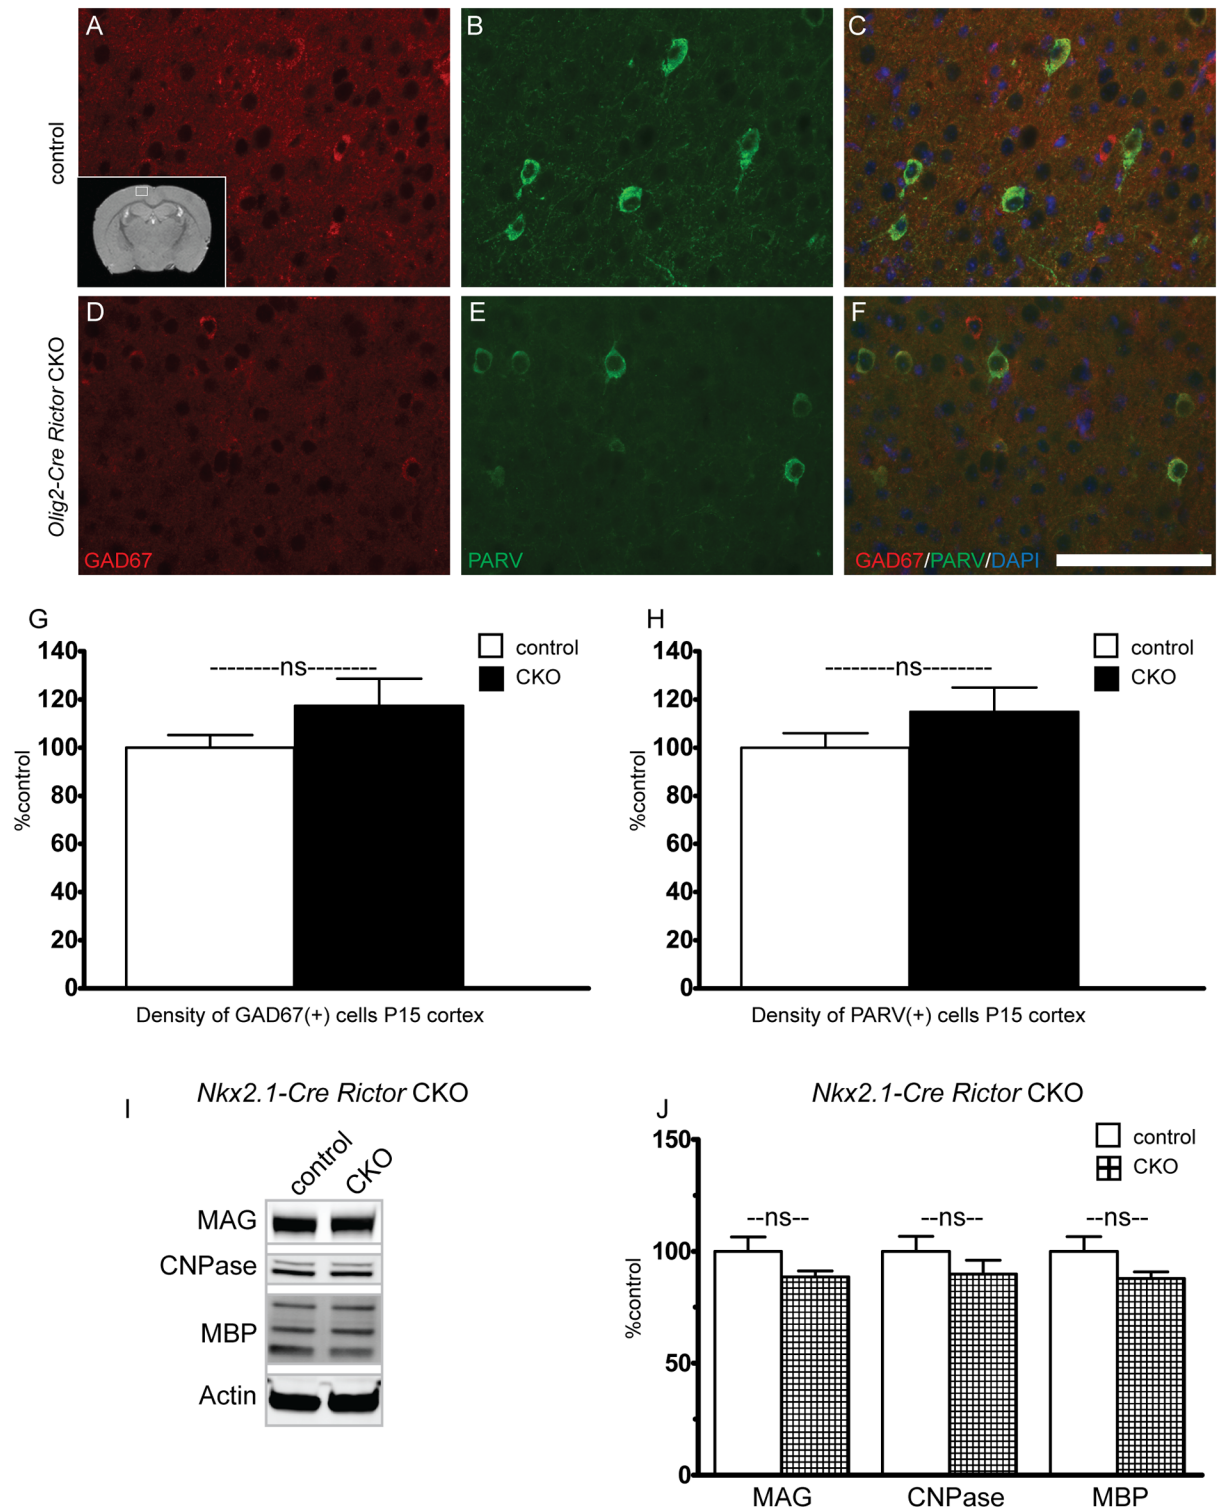 A
B
C
control
D
E
F
Olig2-Cre Rictor CKO
GAD67
PARV
GAD67/PARV/DAPI
G
140
120
100
80
60
40
20
0
%control
--------ns--------
control
CKO
Density of GAD67(+) cells P15 cortex
H
140
120
100
80
60
40
20
0
%control
--------ns--------
control
CKO
Density of PARV(+) cells P15 cortex
I
Nkx2.1-Cre Rictor CKO
control
CKO
MAG
CNPase
MBP
Actin
J
Nkx2.1-Cre Rictor CKO
150
100
50
0
%control
control
CKO
--ns--
--ns--
--ns--
MAG
CNPase
MBP